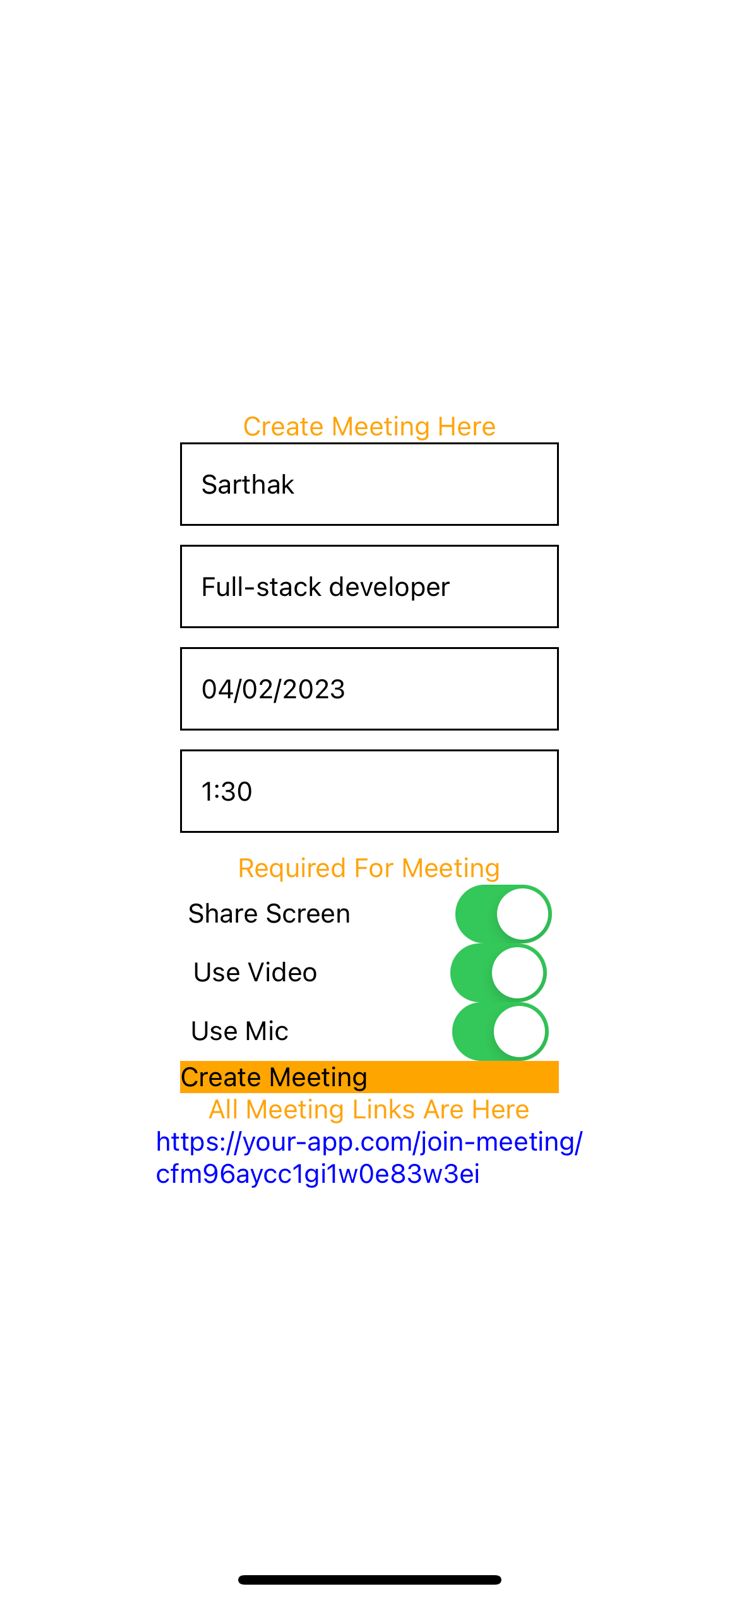 Create Meeting Here
Sarthak
Full-stack developer
04/02/2023
1:30
Required For Meeting
Share Screen
Use Video
Use Mic
Create Meeting
All Meeting Links Are Here
https://your-app.com/join-meeting/
cfm96aycc1gi1w0e83w3ei